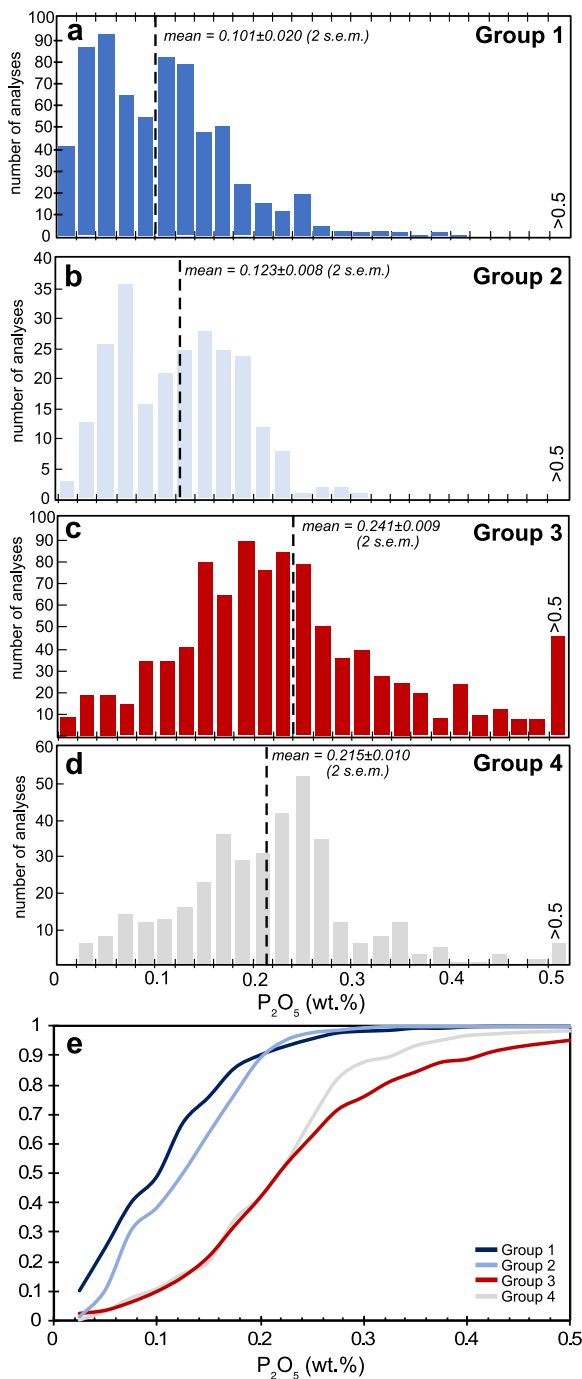 a
mean = 0.101±0.020 (2 s.e.m.)
Group 1
number of analyses
100
90
80
70
60
50
40
30
20
10
0
>0.5
b
mean = 0.123±0.008 (2 s.e.m.)
Group 2
number of analyses
40
35
30
25
20
15
10
5
0
>0.5
c
mean = 0.241±0.009
(2 s.e.m.)
Group 3
number of analyses
100
90
80
70
60
50
40
30
20
10
>0.5
d
mean = 0.215±0.010
(2 s.e.m.)
Group 4
number of analyses
60
50
40
30
20
10
>0.5
0 0.1 0.2 0.3 0.4 0.5
P₂O₅ (wt.%)
e
1
0.9
0.8
0.7
0.6
0.5
0.4
0.3
0.2
0.1
0
Group 1
Group 2
Group 3
Group 4
0 0.1 0.2 0.3 0.4 0.5
P₂O₅ (wt.%)